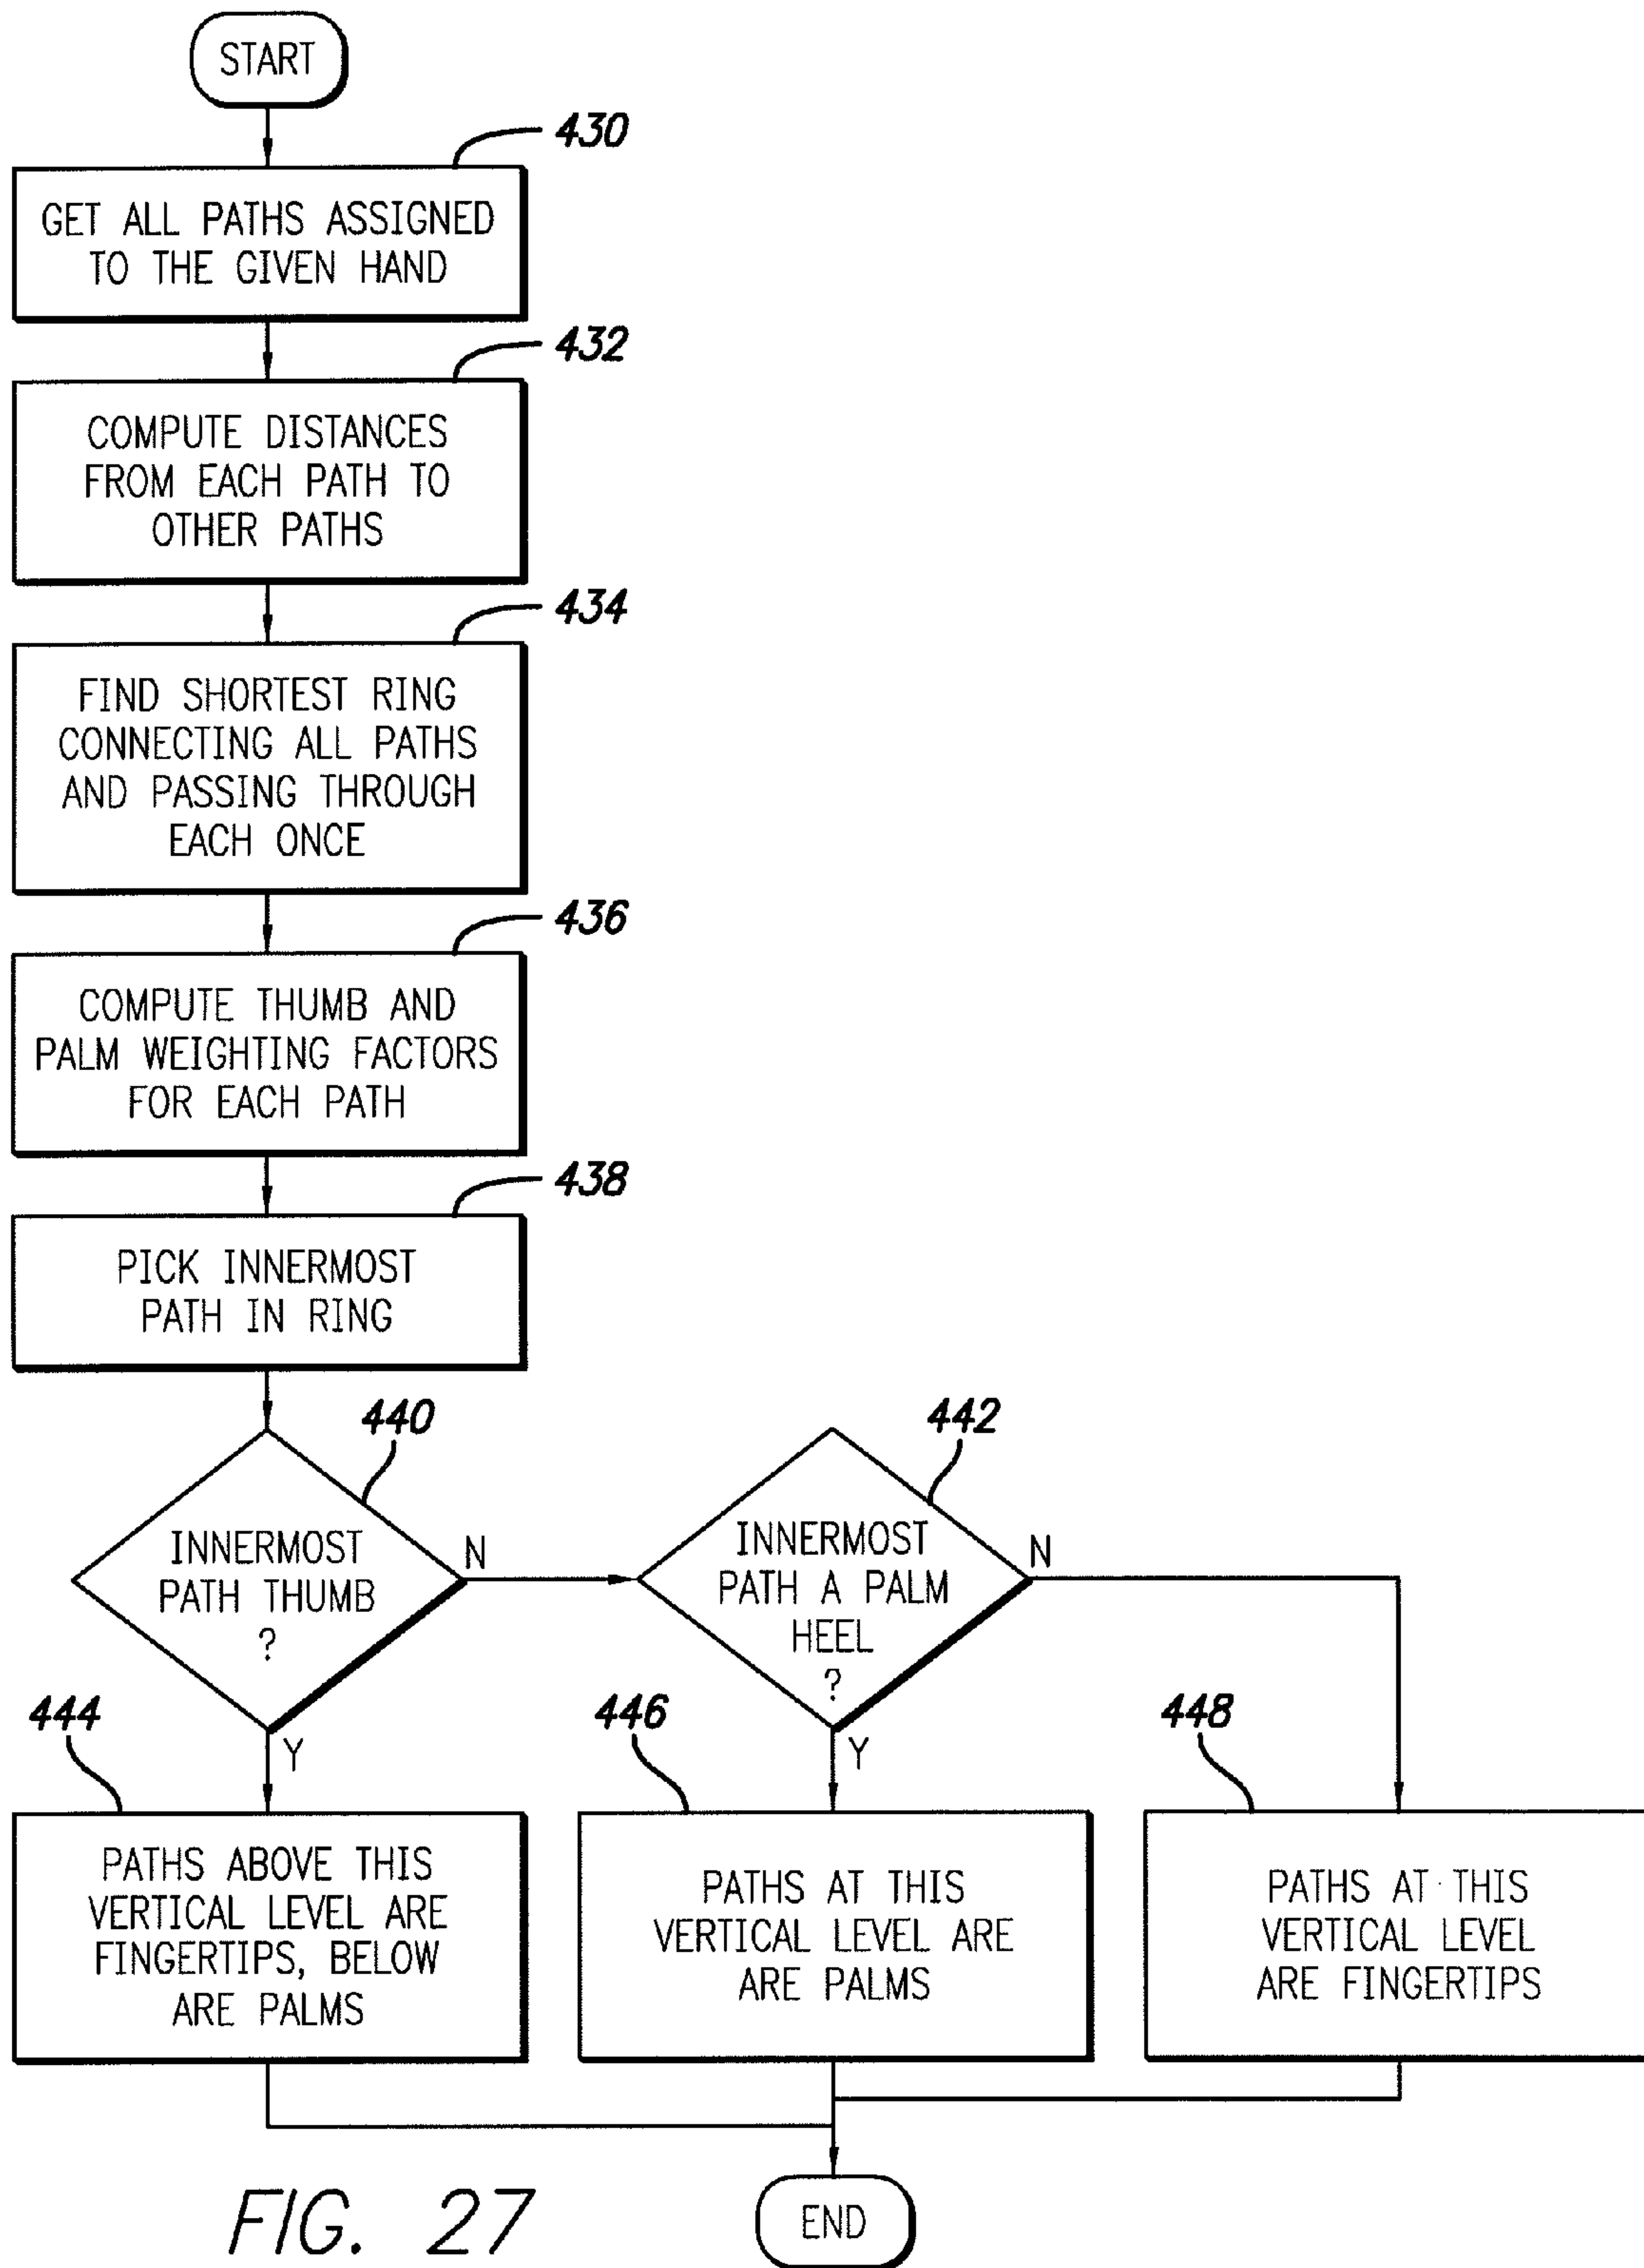 START
430
GET ALL PATHS ASSIGNED
TO THE GIVEN HAND
432
COMPUTE DISTANCES
FROM EACH PATH TO
OTHER PATHS
434
FIND SHORTEST RING
CONNECTING ALL PATHS
AND PASSING THROUGH
EACH ONCE
436
COMPUTE THUMB AND
PALM WEIGHTING FACTORS
FOR EACH PATH
438
PICK INNERMOST
PATH IN RING
440
INNERMOST
PATH THUMB
?
N
Y
442
INNERMOST
PATH A PALM
HEEL
?
N
Y
444
PATHS ABOVE THIS
VERTICAL LEVEL ARE
FINGERTIPS, BELOW
ARE PALMS
446
PATHS AT THIS
VERTICAL LEVEL ARE
ARE PALMS
448
PATHS AT THIS
VERTICAL LEVEL
ARE FINGERTIPS
END
FIG. 27